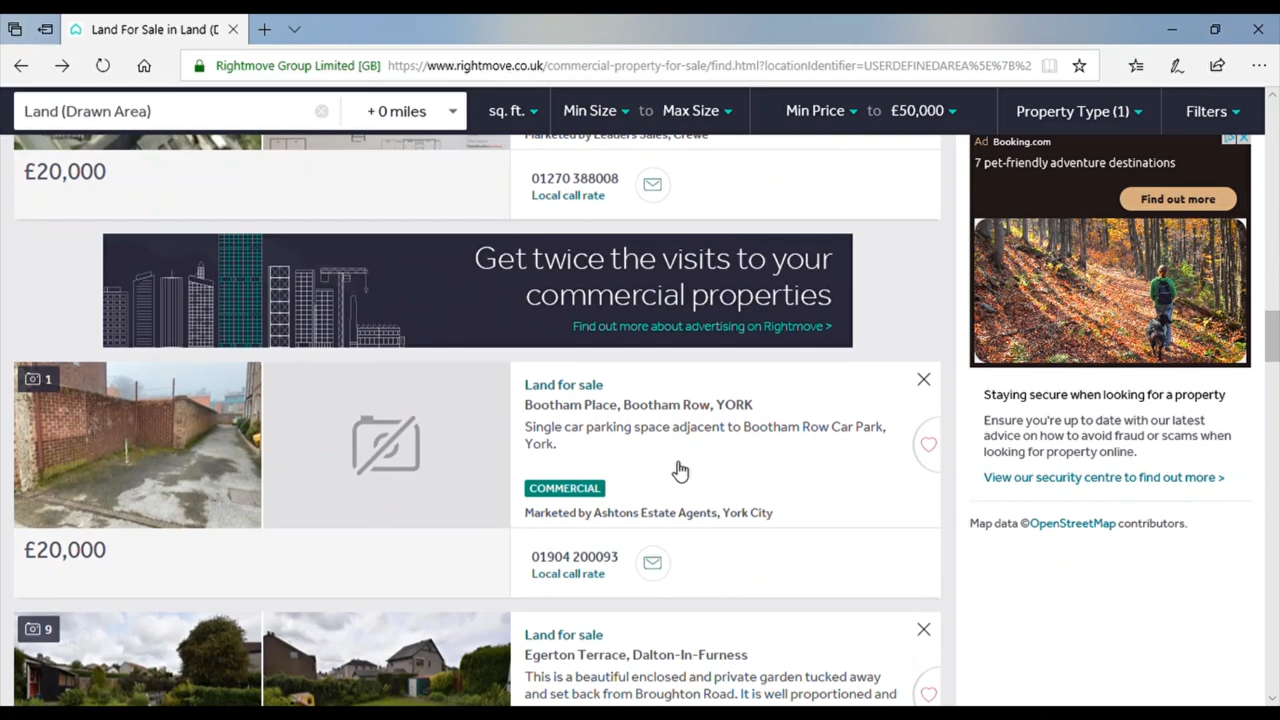 Land For Sale in Land (D
Rightmove Group Limited [GB] https://www.rightmove.co.uk/commercial-property-for-sale/find.html?locationIdentifier=USERDEFINEDAREA%5E%7B%2
Land (Drawn Area)
+ 0 miles
sq. ft.
Min Size to Max Size
Min Price to £50,000
Property Type (1)
Filters
Marketed by Leaders Sales, Crewe
£20,000
01270 388008
Local call rate
Get twice the visits to your
commercial properties
Find out more about advertising on Rightmove >
1
Land for sale
Bootham Place, Bootham Row, YORK
Single car parking space adjacent to Bootham Row Car Park,
York.
COMMERCIAL
Marketed by Ashtons Estate Agents, York City
£20,000
01904 200093
Local call rate
9
Land for sale
Egerton Terrace, Dalton-In-Furness
This is a beautiful enclosed and private garden tucked away
and set back from Broughton Road. It is well proportioned and
Ad Booking.com
7 pet-friendly adventure destinations
Find out more
Staying secure when looking for a property
Ensure you're up to date with our latest
advice on how to avoid fraud or scams when
looking for property online.
View our security centre to find out more >
Map data ©OpenStreetMap contributors.